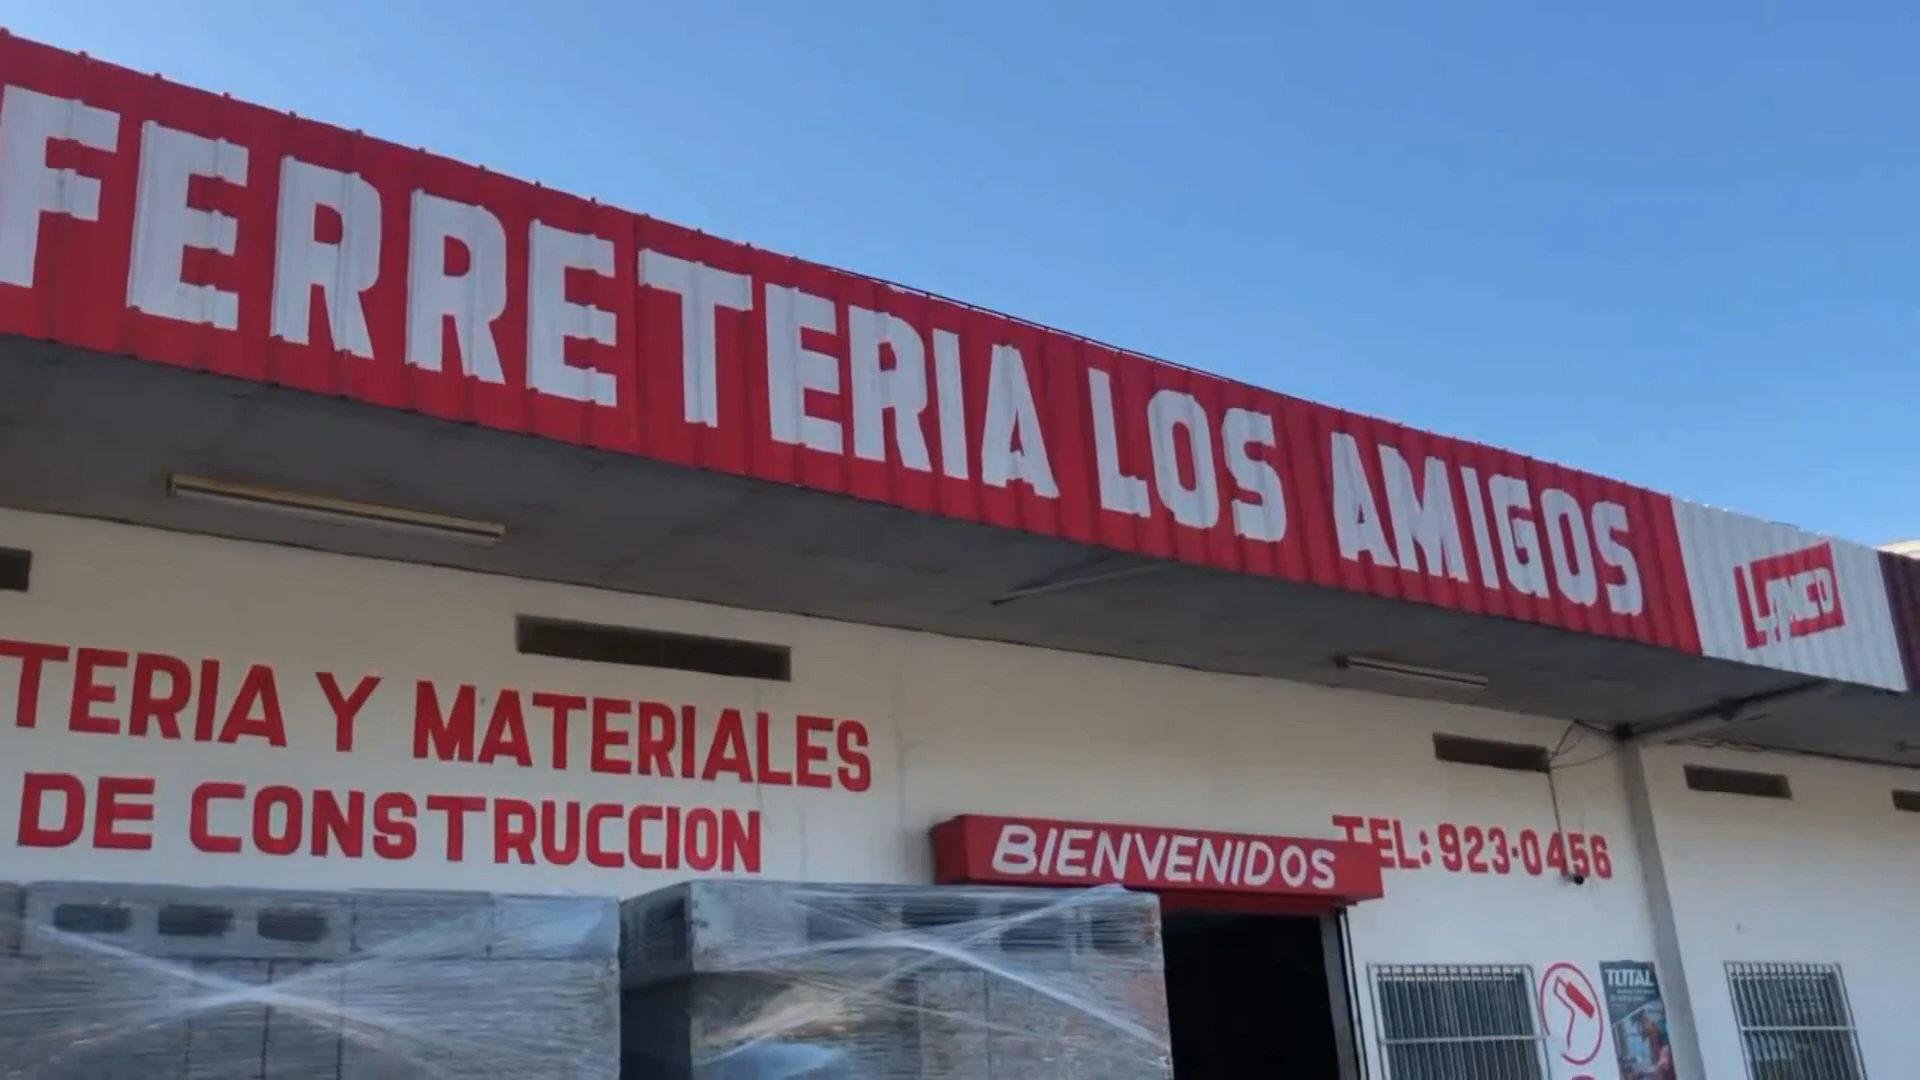 FERRETERIA LOS AMIGOS
LANCO
TERIA Y MATERIALES
DE CONSTRUCCION
BIENVENIDOS
TEL: 923-0456
TOTAL